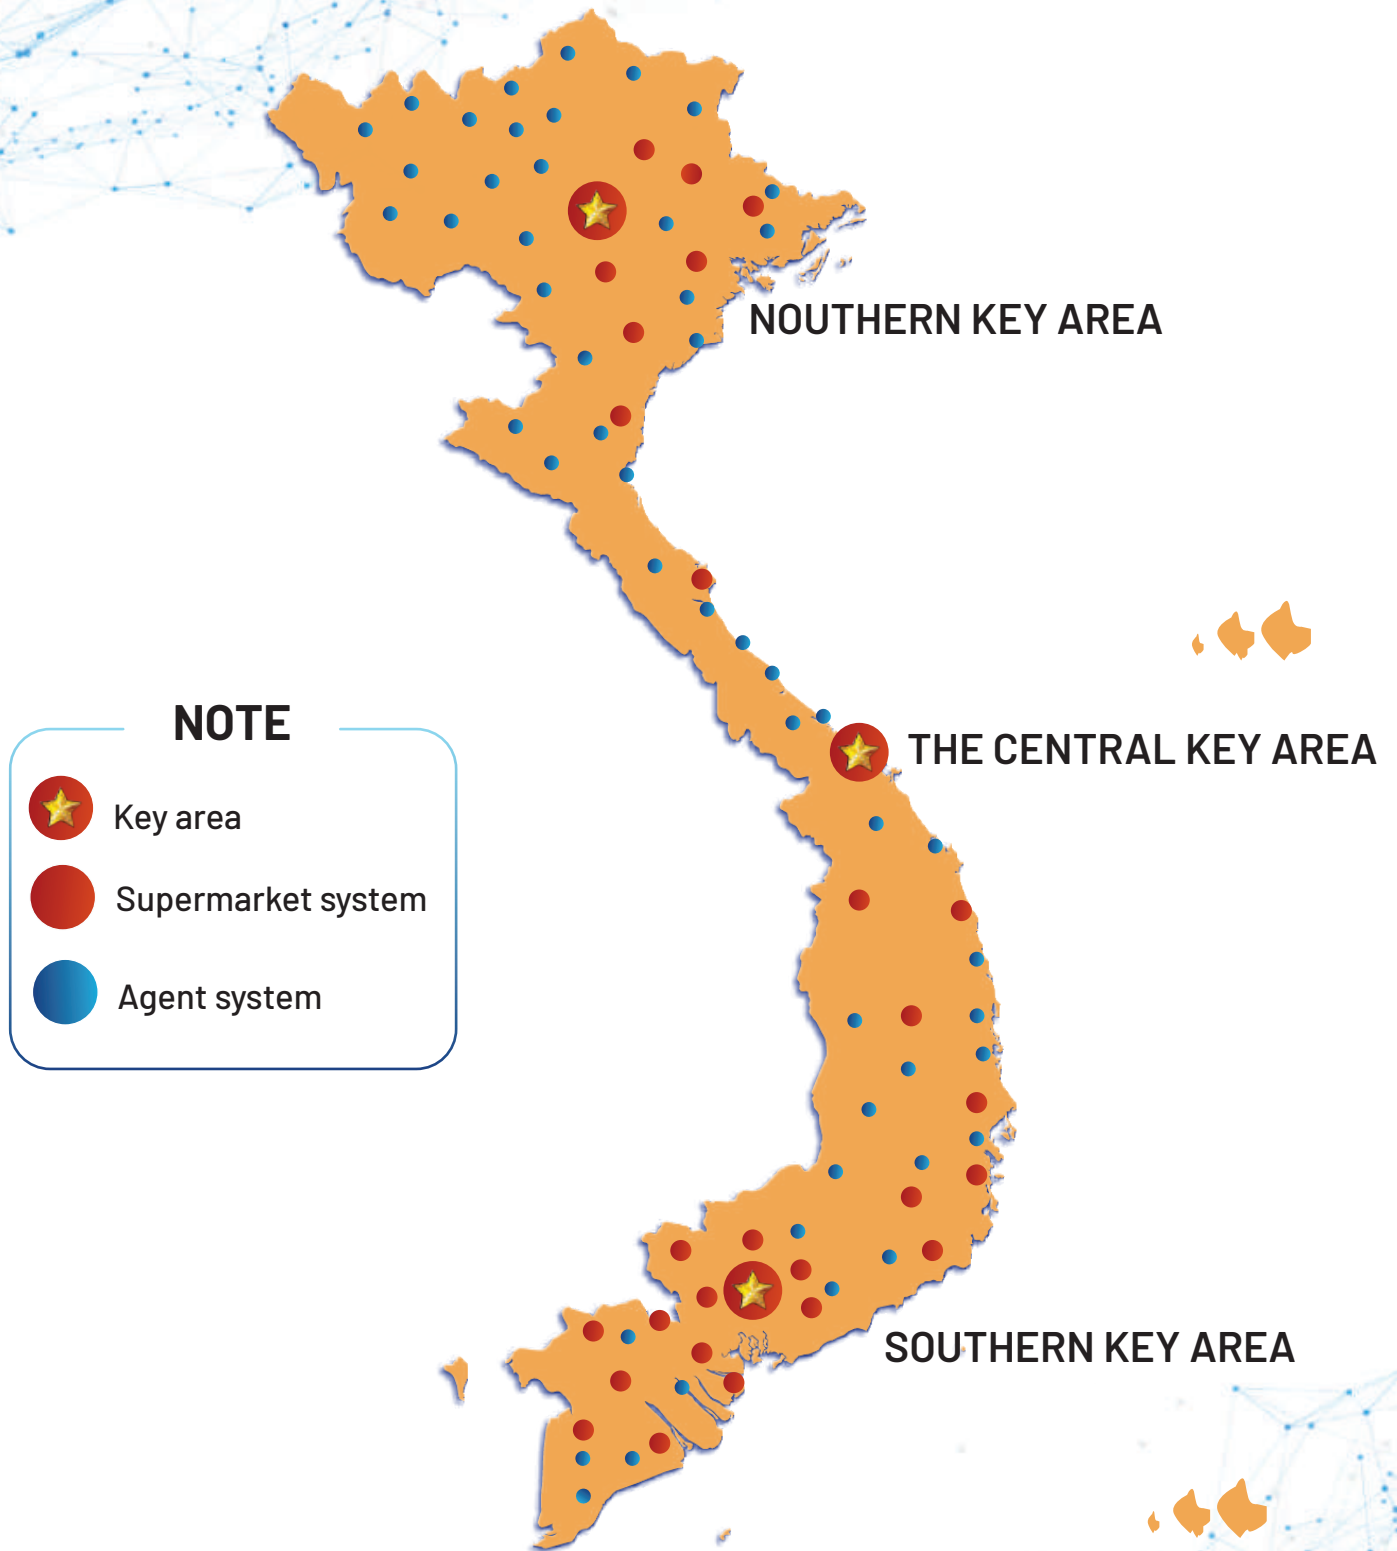 NOUTHERN KEY AREA
THE CENTRAL KEY AREA
NOTE
Key area
Supermarket system
Agent system
SOUTHERN KEY AREA